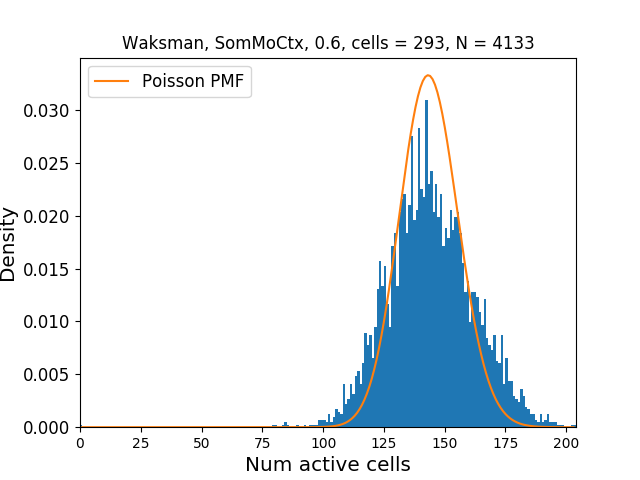 Waksman, SomMoCtx, 0.6, cells = 293, N = 4133
Poisson PMF
Density
0.030
0.025
0.020
0.015
0.010
0.005
0.000
0 25 50 75 100 125 150 175 200
Num active cells